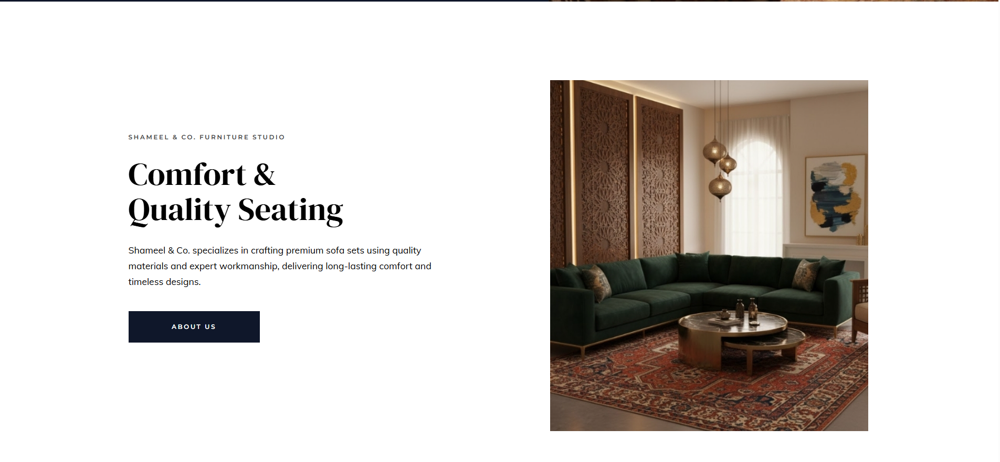 SHAMEEL & CO. FURNITURE STUDIO
Comfort &
Quality Seating
Shameel & Co. specializes in crafting premium sofa sets using quality
materials and expert workmanship, delivering long-lasting comfort and
timeless designs.
ABOUT US